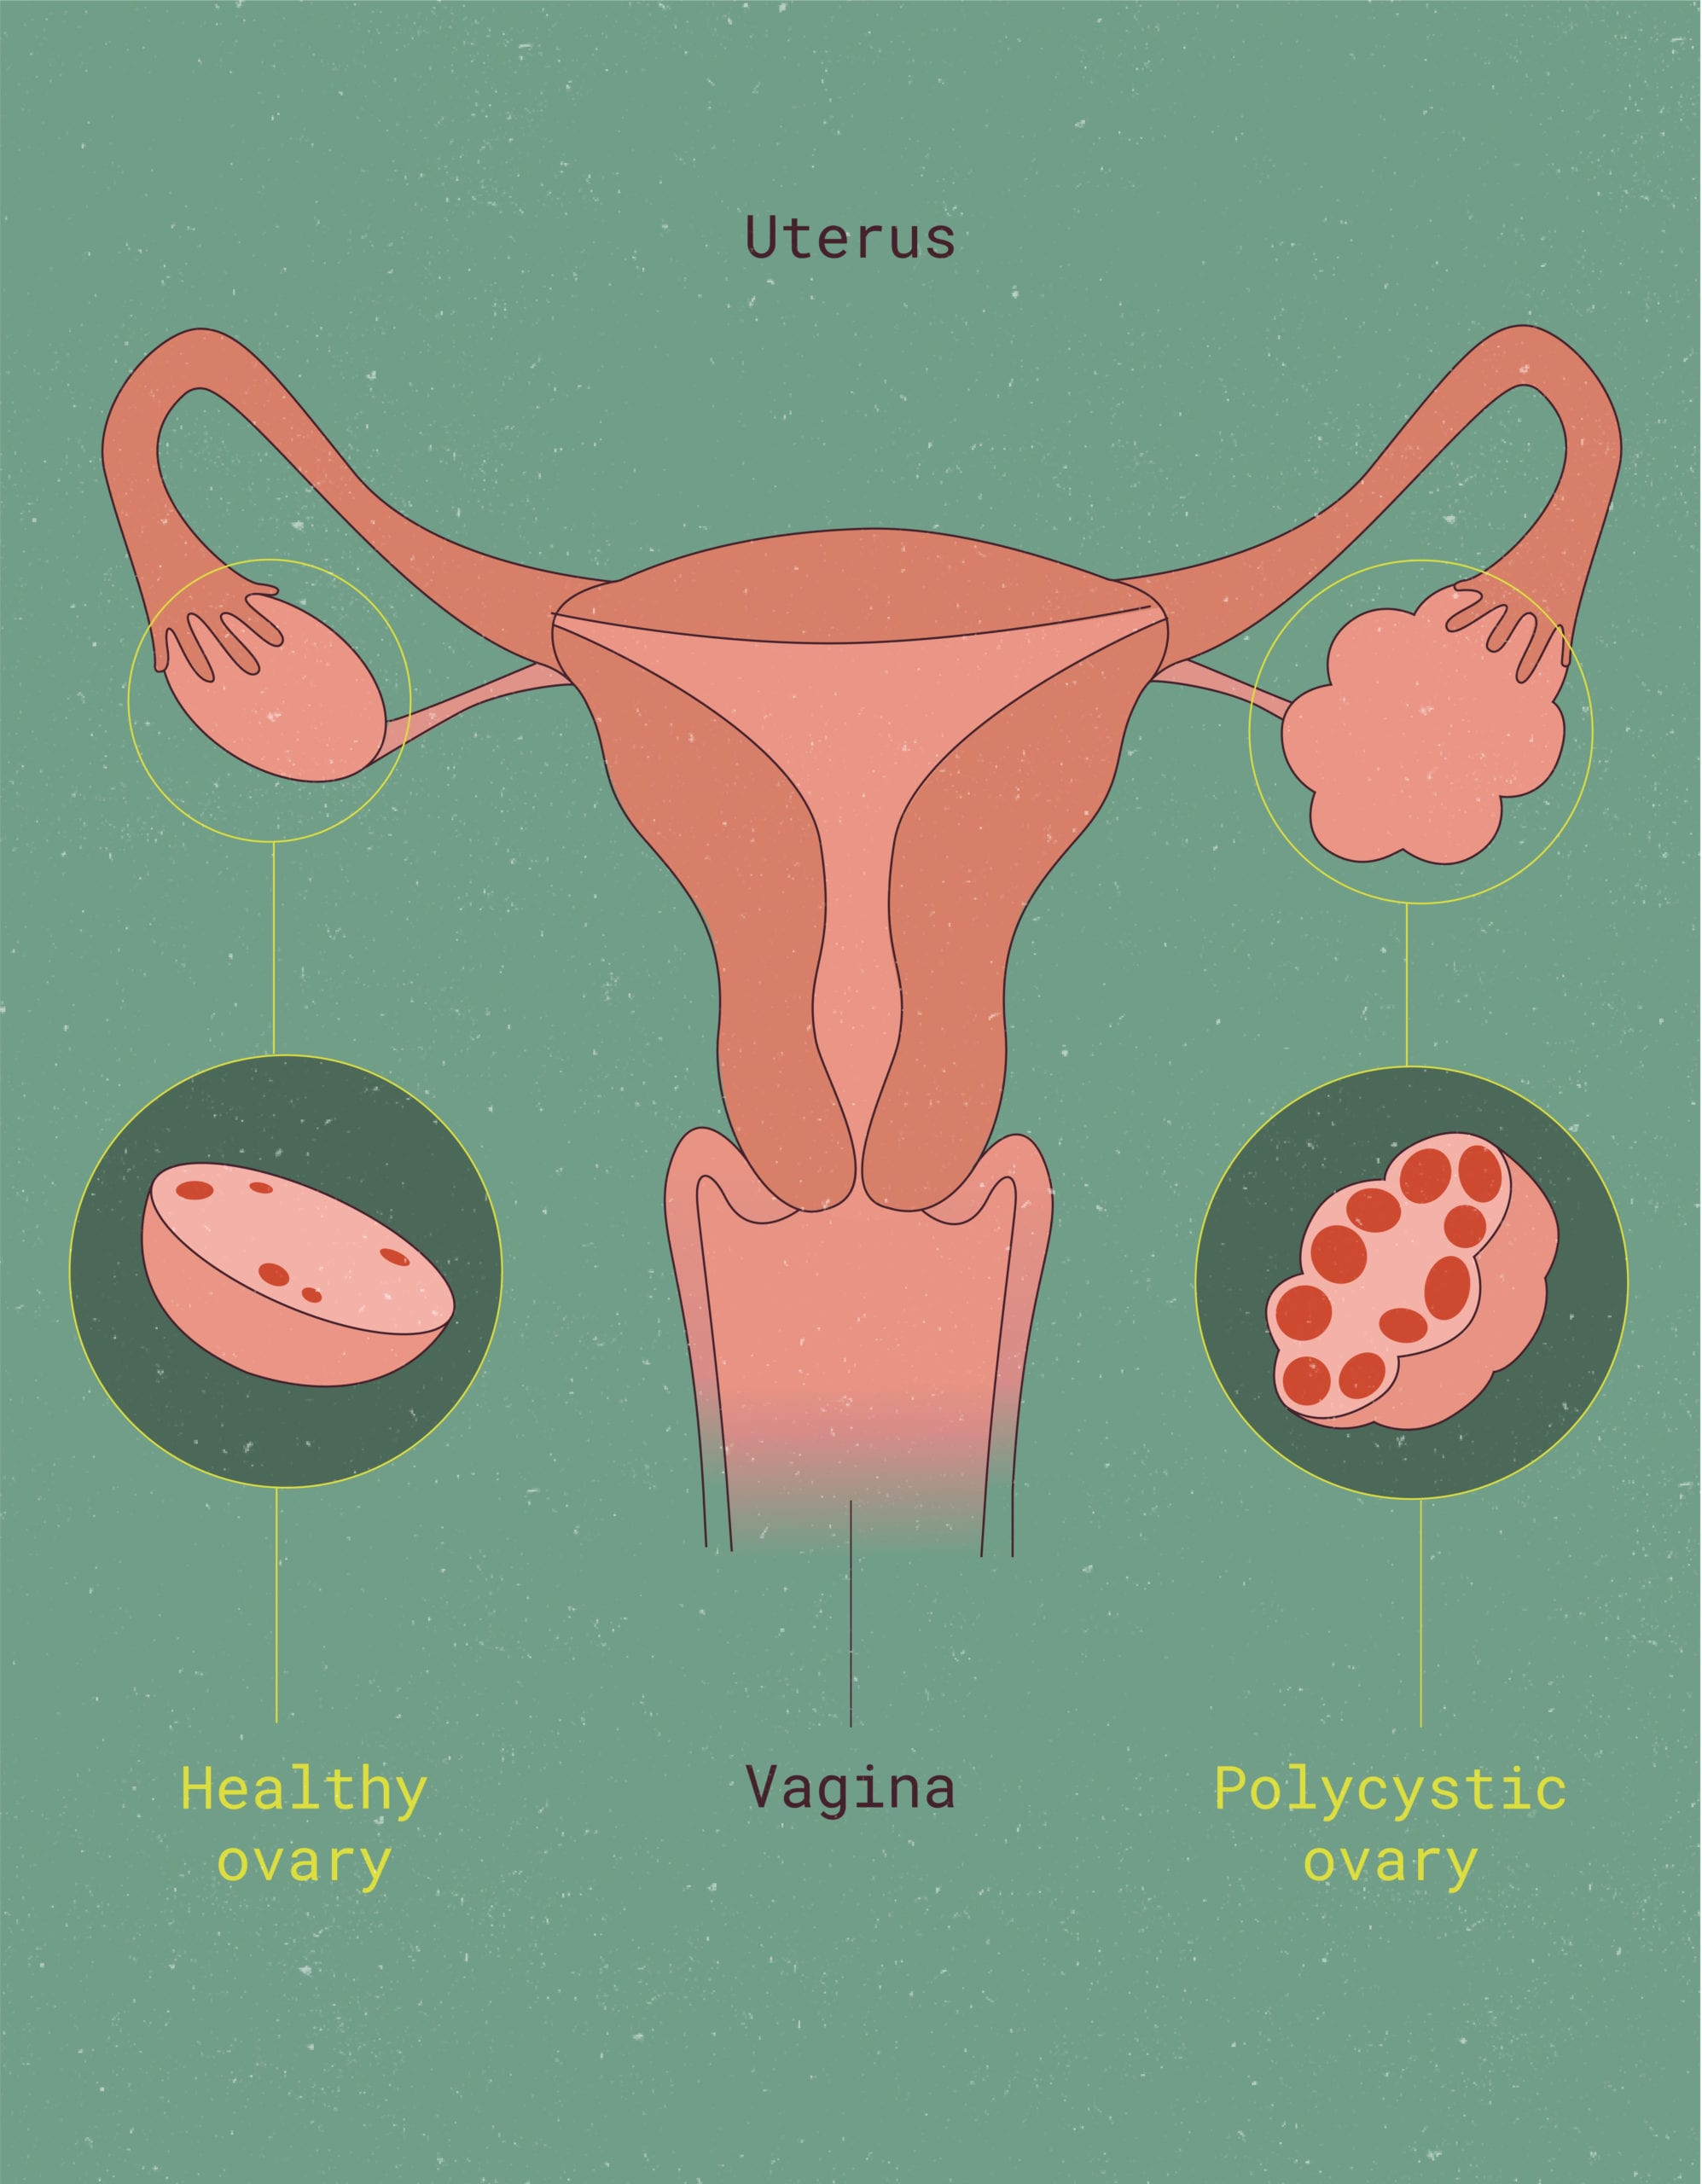 Uterus
Healthy
ovary
Vagina
Polycystic
ovary